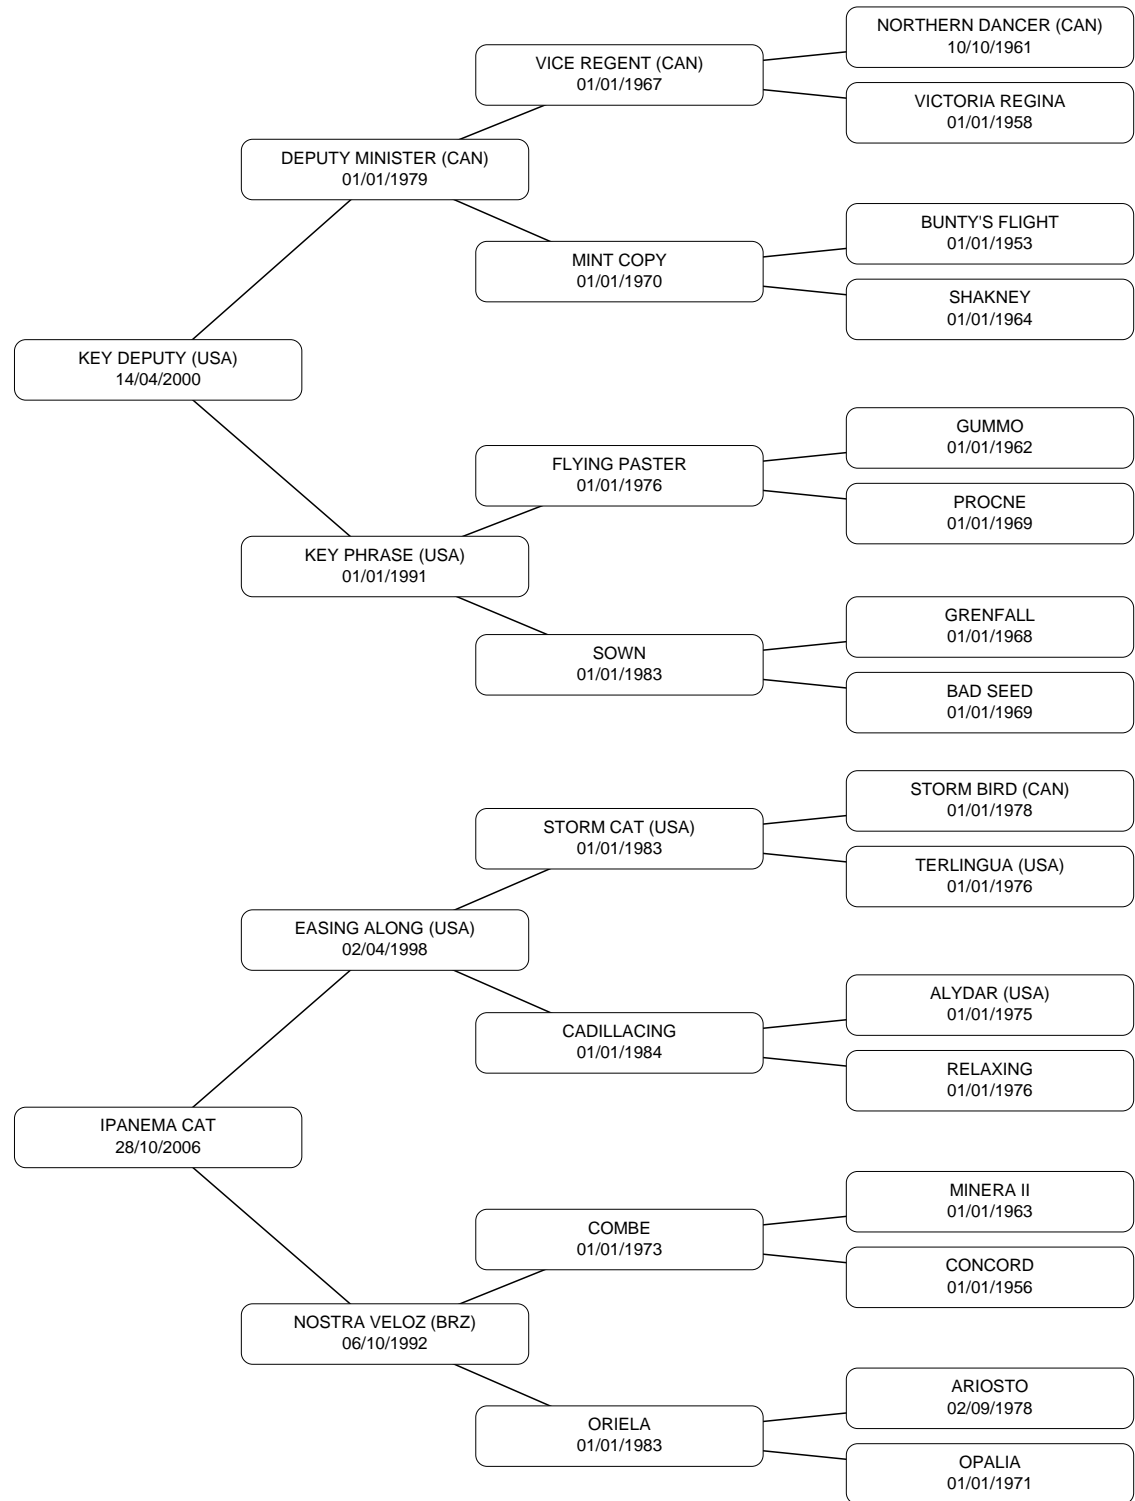 NORTHERN DANCER (CAN)
10/10/1961
VICE REGENT (CAN)
01/01/1967
VICTORIA REGINA
01/01/1958
DEPUTY MINISTER (CAN)
01/01/1979
BUNTY'S FLIGHT
01/01/1953
MINT COPY
01/01/1970
SHAKNEY
01/01/1964
KEY DEPUTY (USA)
14/04/2000
GUMMO
01/01/1962
FLYING PASTER
01/01/1976
PROCNE
01/01/1969
KEY PHRASE (USA)
01/01/1991
GRENFALL
01/01/1968
SOWN
01/01/1983
BAD SEED
01/01/1969
STORM BIRD (CAN)
01/01/1978
STORM CAT (USA)
01/01/1983
TERLINGUA (USA)
01/01/1976
EASING ALONG (USA)
02/04/1998
ALYDAR (USA)
01/01/1975
CADILLACING
01/01/1984
RELAXING
01/01/1976
IPANEMA CAT
28/10/2006
MINERA II
01/01/1963
COMBE
01/01/1973
CONCORD
01/01/1956
NOSTRA VELOZ (BRZ)
06/10/1992
ARIOSTO
02/09/1978
ORIELA
01/01/1983
OPALIA
01/01/1971